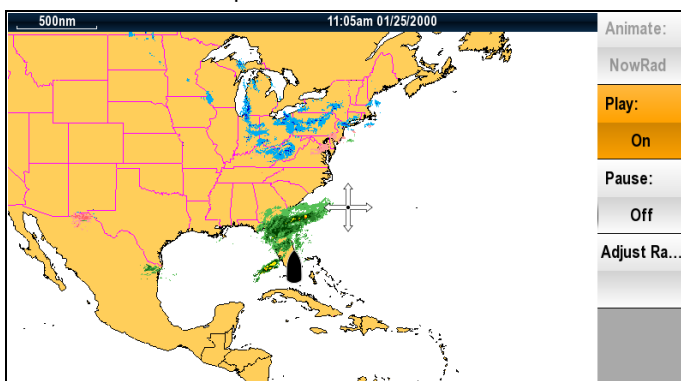 500nm 11:05am 01/25/2000
Animate:
NowRad
Play:
On
Pause:
Off
Adjust Ra...